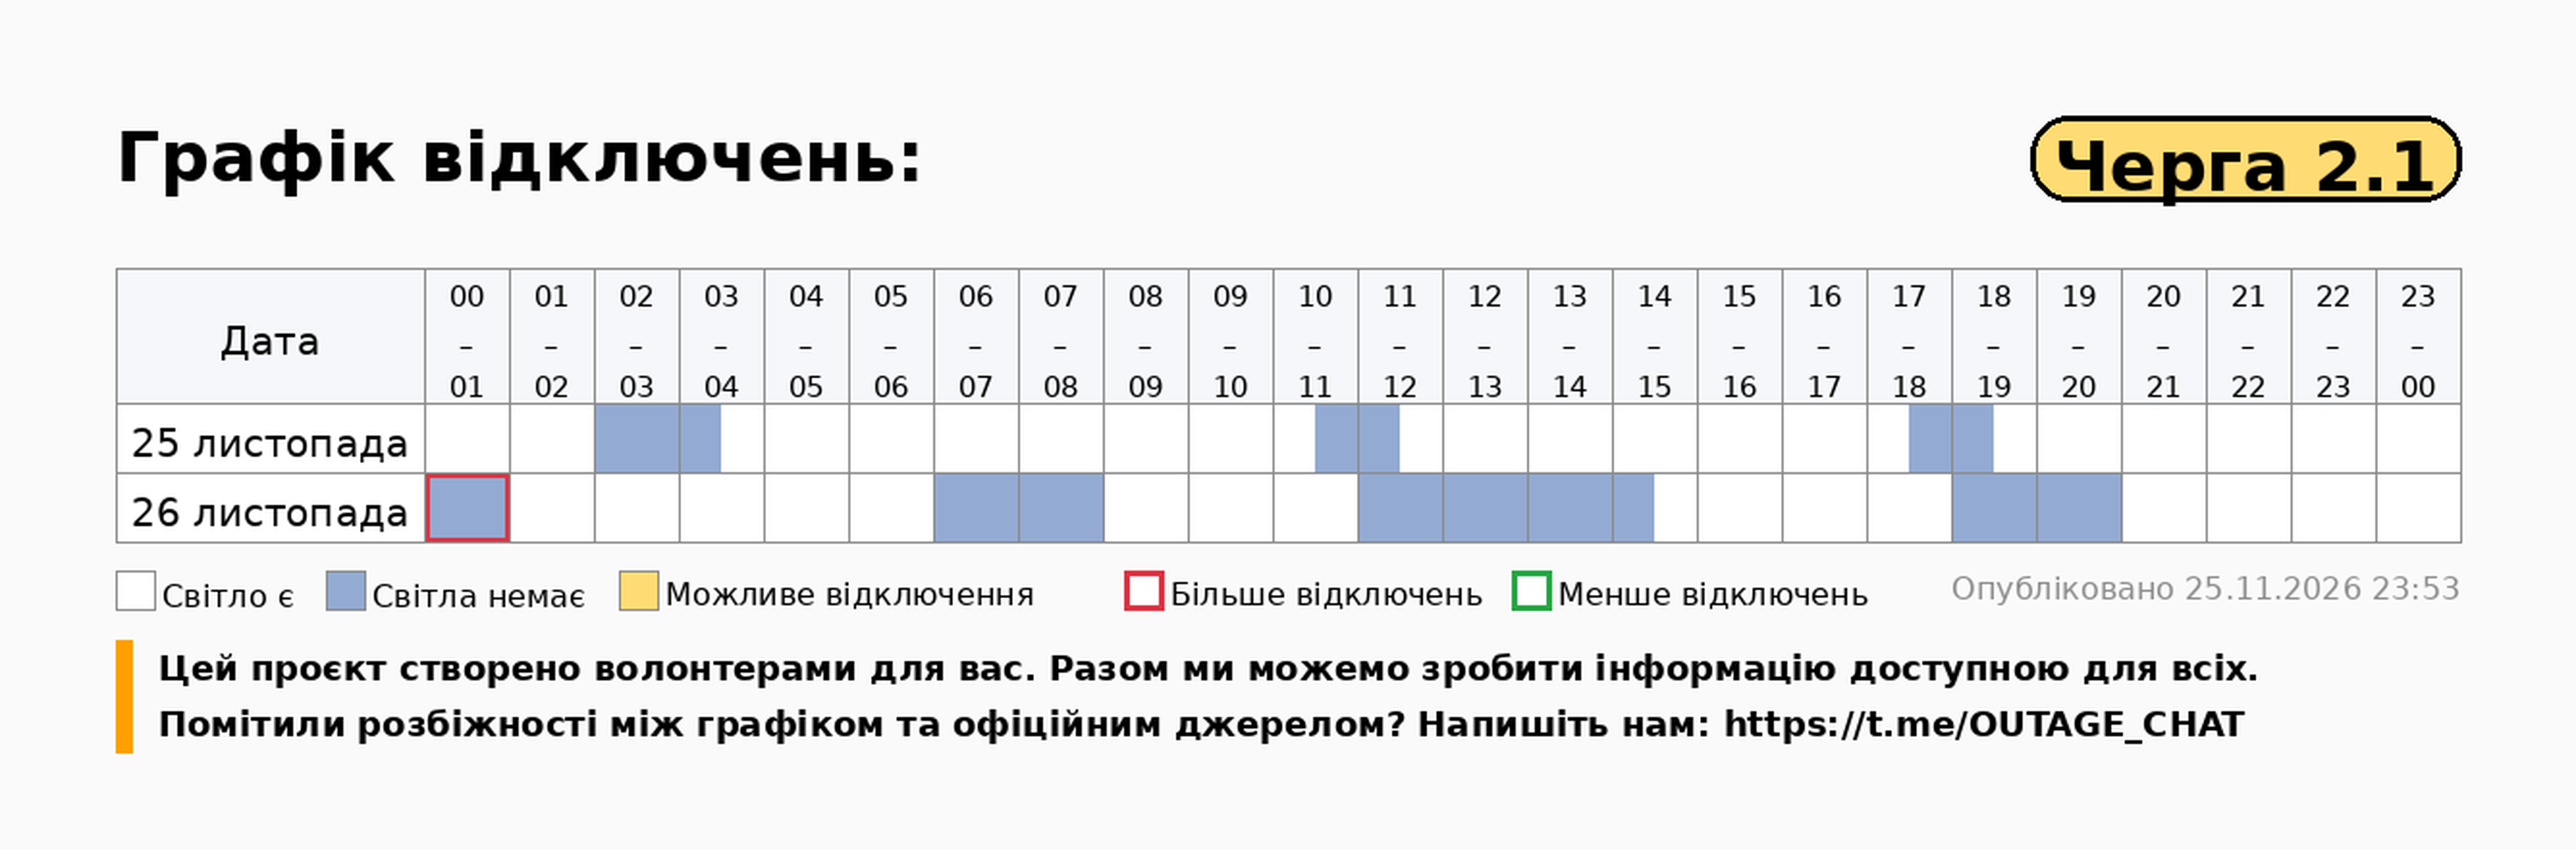 Графік відключень:
Черга 2.1
Дата
00 – 01
01 – 02
02 – 03
03 – 04
04 – 05
05 – 06
06 – 07
07 – 08
08 – 09
09 – 10
10 – 11
11 – 12
12 – 13
13 – 14
14 – 15
15 – 16
16 – 17
17 – 18
18 – 19
19 – 20
20 – 21
21 – 22
22 – 23
23 – 00
25 листопада
26 листопада
Світло є
Світла немає
Можливе відключення
Більше відключень
Менше відключень
Опубліковано 25.11.2026 23:53
Цей проєкт створено волонтерами для вас. Разом ми можемо зробити інформацію доступною для всіх.
Помітили розбіжності між графіком та офіційним джерелом? Напишіть нам: https://t.me/OUTAGE_CHAT